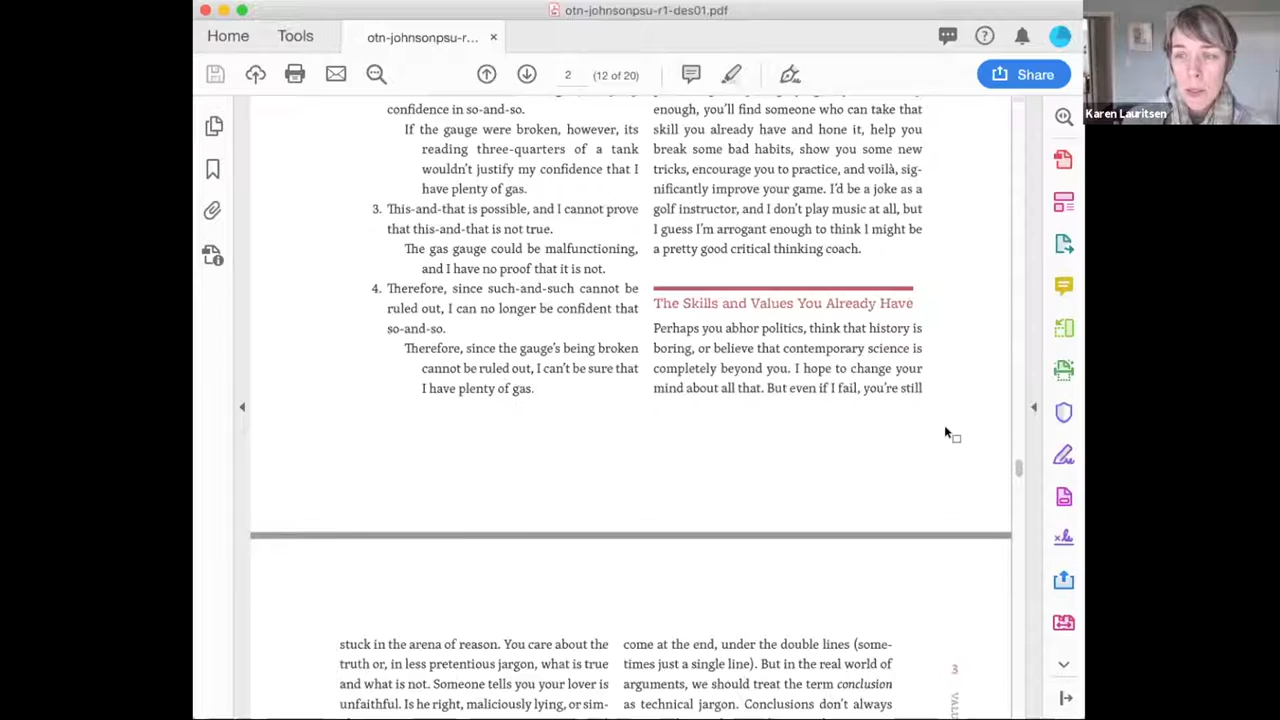 otn-johnsonpsu-r1-des01.pdf
Home
Tools
otn-johnsonpsu-r...
2
(12 of 20)
Share
Karen Lauritsen
confidence in so-and-so.
If the gauge were broken, however, its
reading three-quarters of a tank
wouldn't justify my confidence that I
have plenty of gas.
3. This-and-that is possible, and I cannot prove
that this-and-that is not true.
The gas gauge could be malfunctioning,
and I have no proof that it is not.
4. Therefore, since such-and-such cannot be
ruled out, I can no longer be confident that
so-and-so.
Therefore, since the gauge's being broken
cannot be ruled out, I can't be sure that
I have plenty of gas.
enough, you'll find someone who can take that
skill you already have and hone it, help you
break some bad habits, show you some new
tricks, encourage you to practice, and voilà, sig-
nificantly improve your game. I'd be a joke as a
golf instructor, and I don't play music at all, but
I guess I'm arrogant enough to think I might be
a pretty good critical thinking coach.
The Skills and Values You Already Have
Perhaps you abhor politics, think that history is
boring, or believe that contemporary science is
completely beyond you. I hope to change your
mind about all that. But even if I fail, you're still
stuck in the arena of reason. You care about the
truth or, in less pretentious jargon, what is true
and what is not. Someone tells you your lover is
unfaithful. Is he right, maliciously lying, or sim-
come at the end, under the double lines (some-
times just a single line). But in the real world of
arguments, we should treat the term conclusion
as technical jargon. Conclusions don't always
3